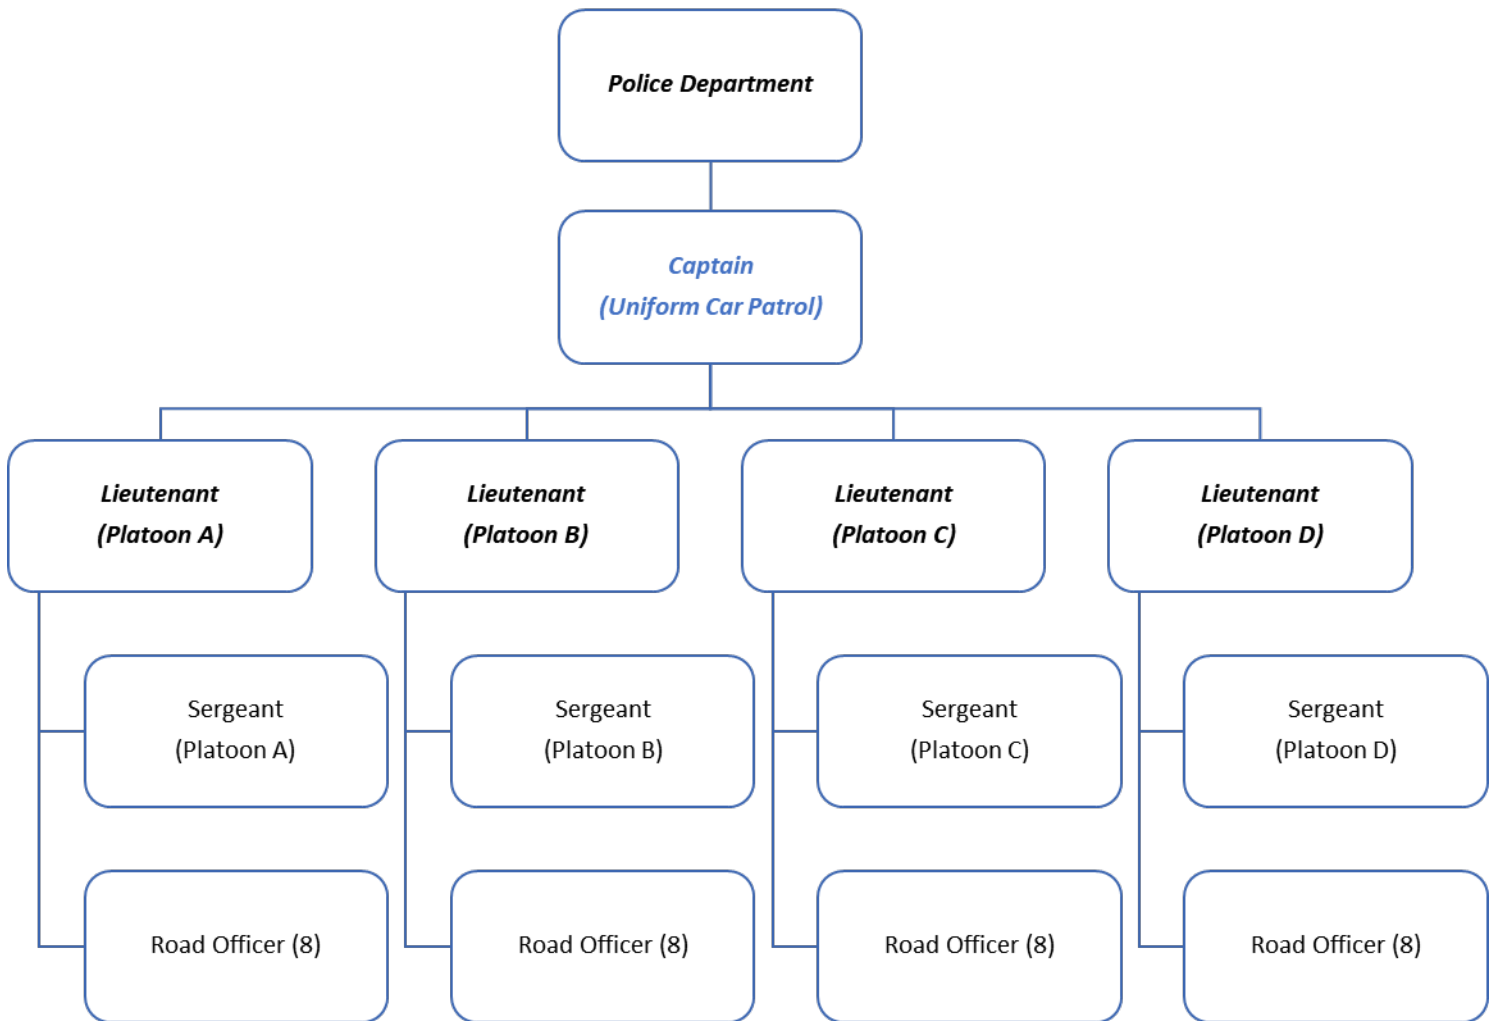 Police Department
Captain
(Uniform Car Patrol)
Lieutenant
(Platoon A)
Lieutenant
(Platoon B)
Lieutenant
(Platoon C)
Lieutenant
(Platoon D)
Sergeant
(Platoon A)
Sergeant
(Platoon B)
Sergeant
(Platoon C)
Sergeant
(Platoon D)
Road Officer (8)
Road Officer (8)
Road Officer (8)
Road Officer (8)